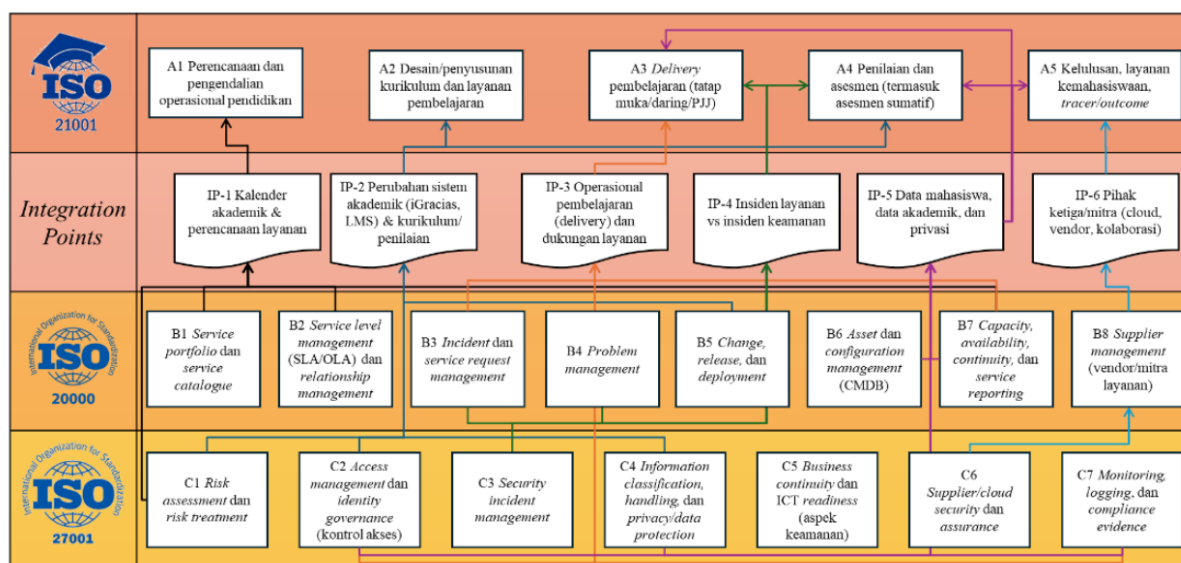 ISO
21001
A1 Perencanaan dan
pengendalian
operasional pendidikan
A2 Desain/penyusunan
kurikulum dan layanan
pembelajaran
A3 Delivery
pembelajaran (tatap
muka/daring/PJJ)
A4 Penilaian dan
asesmen (termasuk
asesmen sumatif)
A5 Kelulusan, layanan
kemahasiswaan,
tracer/outcome
Integration
Points
IP-1 Kalender
akademik &
perencanaan layanan
IP-2 Perubahan sistem
akademik (iGracias,
LMS) & kurikulum/
penilaian
IP-3 Operasional
pembelajaran
(delivery) dan
dukungan layanan
IP-4 Insiden layanan
vs insiden keamanan
IP-5 Data mahasiswa,
data akademik, dan
privasi
IP-6 Pihak
ketiga/mitra (cloud,
vendor, kolaborasi)
International Organization for Standardization
ISO
20000
B1 Service
portfolio dan
service
catalogue
B2 Service level
management
(SLA/OLA) dan
relationship
management
B3 Incident dan
service request
management
B4 Problem
management
B5 Change,
release, dan
deployment
B6 Asset dan
configuration
management
(CMDB)
B7 Capacity,
availability,
continuity, dan
service
reporting
B8 Supplier
management
(vendor/mitra
layanan)
International Organization for Standardization
ISO
27001
C1 Risk
assessment dan
risk treatment
C2 Access
management dan
identity
governance
(kontrol akses)
C3 Security
incident
management
C4 Information
classification,
handling, dan
privacy/data
protection
C5 Business
continuity dan
ICT readiness
(aspek
keamanan)
C6
Supplier/cloud
security dan
assurance
C7 Monitoring,
logging, dan
compliance
evidence